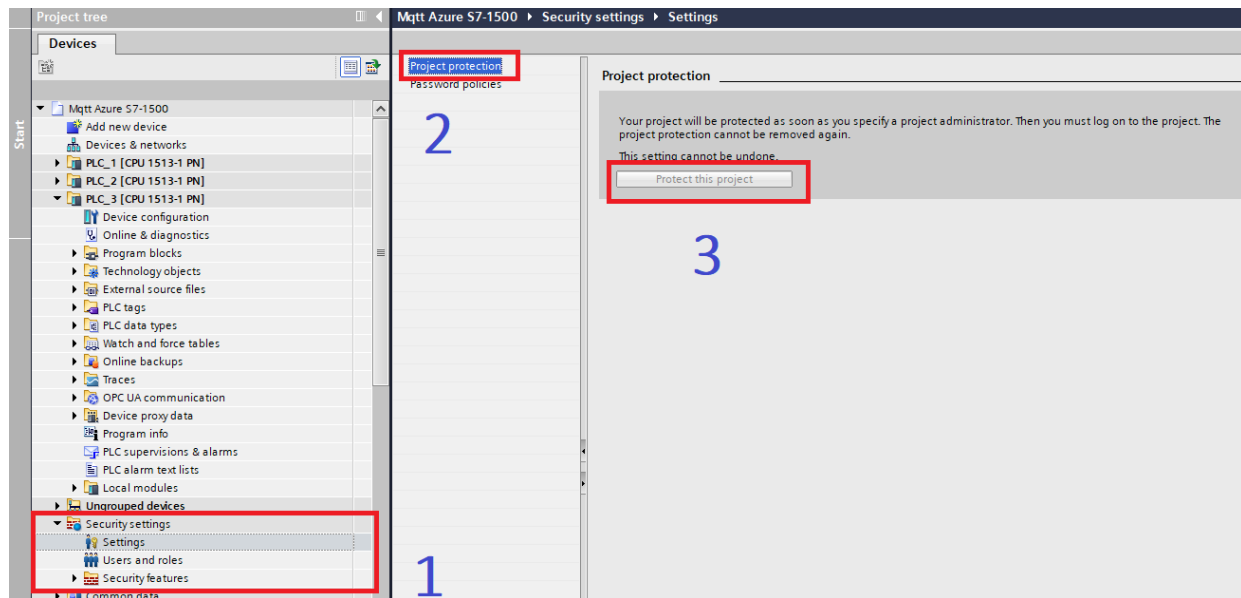 Project tree
Mqtt Azure S7-1500 ▸ Security settings ▸ Settings
Devices
Start
Mqtt Azure S7-1500
Add new device
Devices & networks
PLC_1 [CPU 1513-1 PN]
PLC_2 [CPU 1513-1 PN]
PLC_3 [CPU 1513-1 PN]
Device configuration
Online & diagnostics
Program blocks
Technology objects
External source files
PLC tags
PLC data types
Watch and force tables
Online backups
Traces
OPC UA communication
Device proxy data
Program info
PLC supervisions & alarms
PLC alarm text lists
Local modules
Ungrouped devices
Security settings
Settings
Users and roles
Security features
Common data
1
Project protection
Password policies
2
Project protection
Your project will be protected as soon as you specify a project administrator. Then you must log on to the project. The
project protection cannot be removed again.
This setting cannot be undone.
Protect this project
3